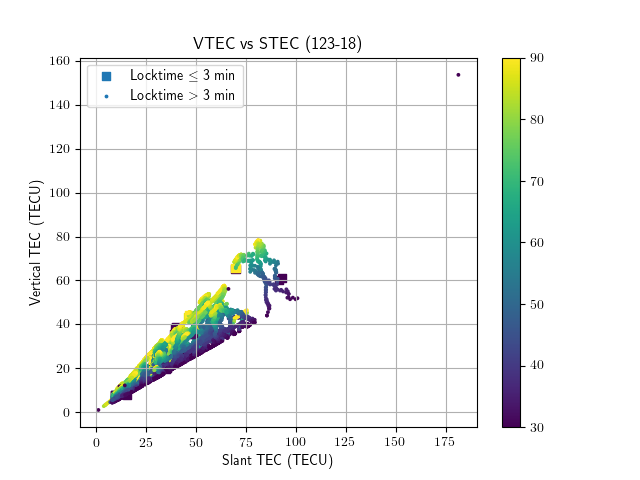 VTEC vs STEC (123-18)
160
140
120
100
80
60
40
20
0
Vertical TEC (TECU)
Locktime ≤ 3 min
Locktime > 3 min
0 25 50 75 100 125 150 175
Slant TEC (TECU)
90
80
70
60
50
40
30